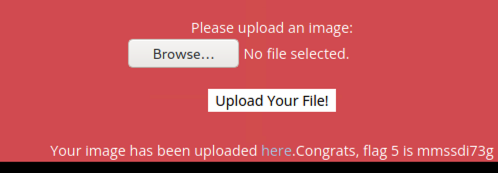 Please upload an image:
Browse... No file selected.
Upload Your File!
Your image has been uploaded here.Congrats, flag 5 is mmssdi73g